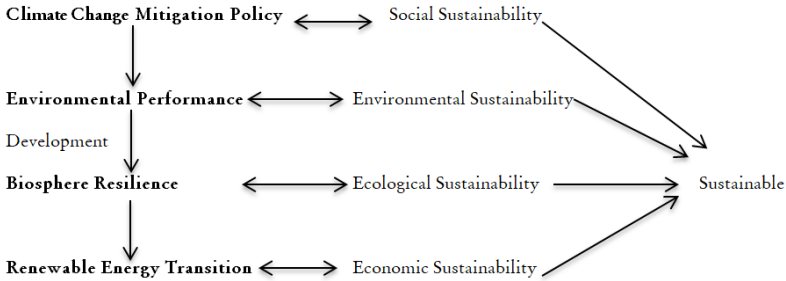 Climate Change Mitigation Policy Social Sustainability
Environmental Performance Environmental Sustainability
Development
Biosphere Resilience Ecological Sustainability Sustainable
Renewable Energy Transition Economic Sustainability